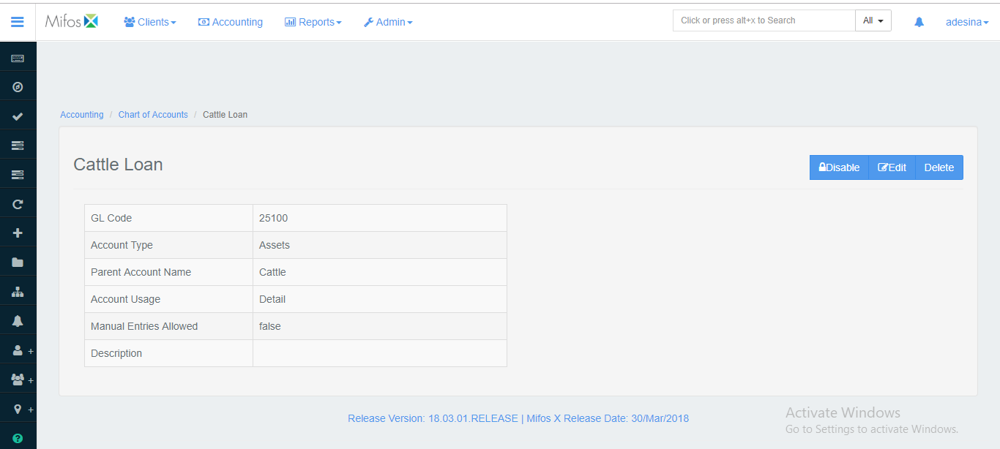 Mifos Clients Accounting Reports Admin Click or press alt+x to Search All adesina
Accounting / Chart of Accounts / Cattle Loan
Cattle Loan Disable Edit Delete
GL Code 25100
Account Type Assets
Parent Account Name Cattle
Account Usage Detail
Manual Entries Allowed false
Description
Release Version: 18.03.01.RELEASE | Mifos X Release Date: 30/Mar/2018
Activate Windows
Go to Settings to activate Windows.